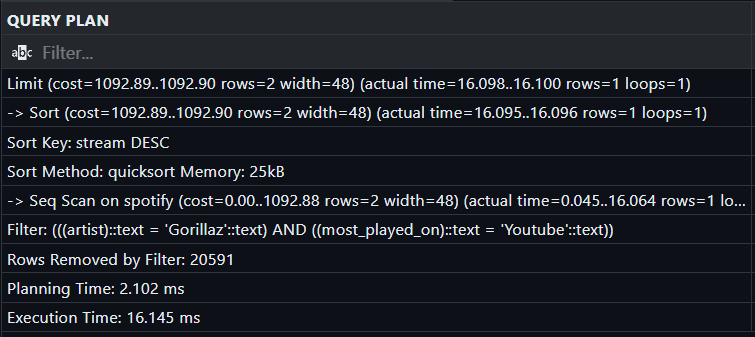 QUERY PLAN
abc Filter...
Limit (cost=1092.89..1092.90 rows=2 width=48) (actual time=16.098..16.100 rows=1 loops=1)
-> Sort (cost=1092.89..1092.90 rows=2 width=48) (actual time=16.095..16.096 rows=1 loops=1)
Sort Key: stream DESC
Sort Method: quicksort Memory: 25kB
-> Seq Scan on spotify (cost=0.00..1092.88 rows=2 width=48) (actual time=0.045..16.064 rows=1 lo...
Filter: (((artist)::text = 'Gorillaz'::text) AND ((most_played_on)::text = 'Youtube'::text))
Rows Removed by Filter: 20591
Planning Time: 2.102 ms
Execution Time: 16.145 ms